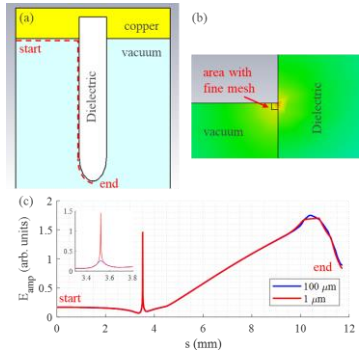 (a)
copper
start
vacuum
Dielectric
end
(b)
area with
fine mesh
vacuum
Dielectric
(c)
2
1.5
1
0.5
0
E_amp (arb. units)
1.5
1
0.5
0
3.4
3.6
3.8
start
end
100 μm
1 μm
0 2 4 6 8 10 12
s (mm)